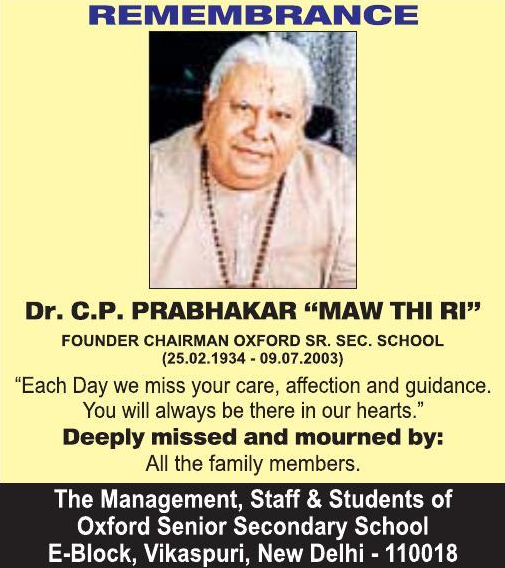 REMEMBRANCE
Dr. C.P. PRABHAKAR “MAW THI RI”
FOUNDER CHAIRMAN OXFORD SR. SEC. SCHOOL
(25.02.1934 - 09.07.2003)
“Each Day we miss your care, affection and guidance.
You will always be there in our hearts.”
Deeply missed and mourned by:
All the family members.
The Management, Staff & Students of
Oxford Senior Secondary School
E-Block, Vikaspuri, New Delhi - 110018